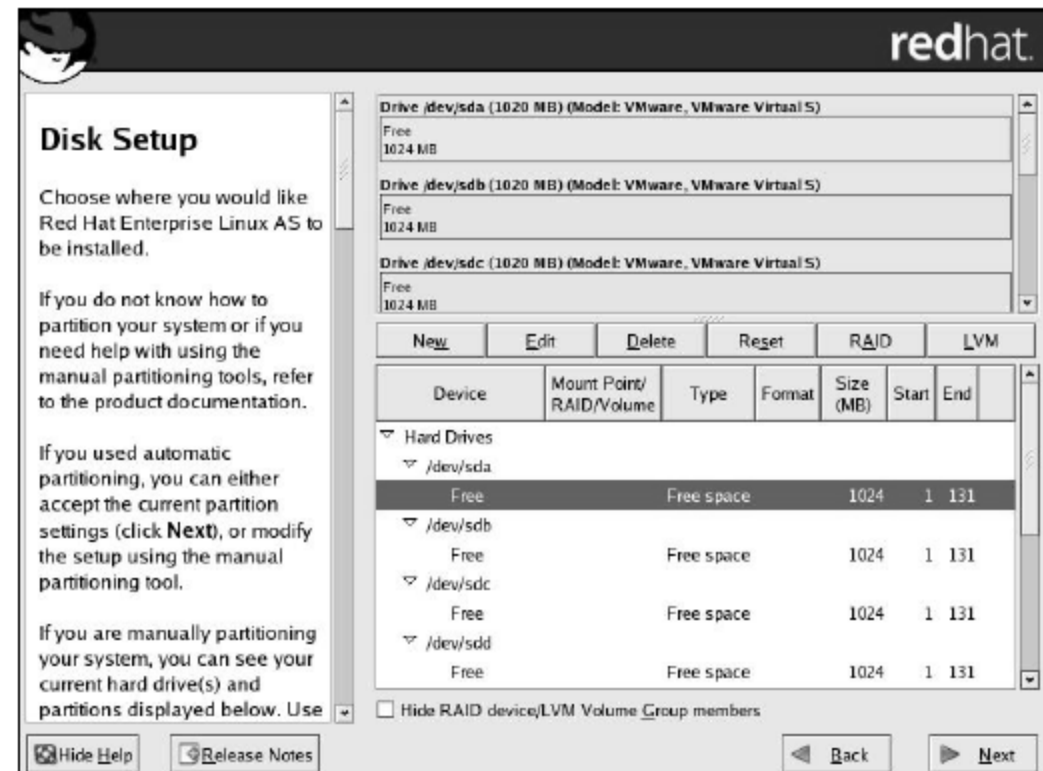 redhat.
Disk Setup
Choose where you would like
Red Hat Enterprise Linux AS to
be installed.
If you do not know how to
partition your system or if you
need help with using the
manual partitioning tools, refer
to the product documentation.
If you used automatic
partitioning, you can either
accept the current partition
settings (click Next), or modify
the setup using the manual
partitioning tool.
If you are manually partitioning
your system, you can see your
current hard drive(s) and
partitions displayed below. Use
Drive /dev/sda (1020 MB) (Model: VMware, VMware Virtual S)
Free
1024 MB
Drive /dev/sdb (1020 MB) (Model: VMware, VMware Virtual S)
Free
1024 MB
Drive /dev/sdc (1020 MB) (Model: VMware, VMware Virtual S)
Free
1024 MB
New Edit Delete Reset RAID LVM
Device Mount Point/ RAID/Volume Type Format Size (MB) Start End
Hard Drives
/dev/sda
Free Free space 1024 1 131
/dev/sdb
Free Free space 1024 1 131
/dev/sdc
Free Free space 1024 1 131
/dev/sdd
Free Free space 1024 1 131
Hide RAID device/LVM Volume Group members
Hide Help Release Notes Back Next